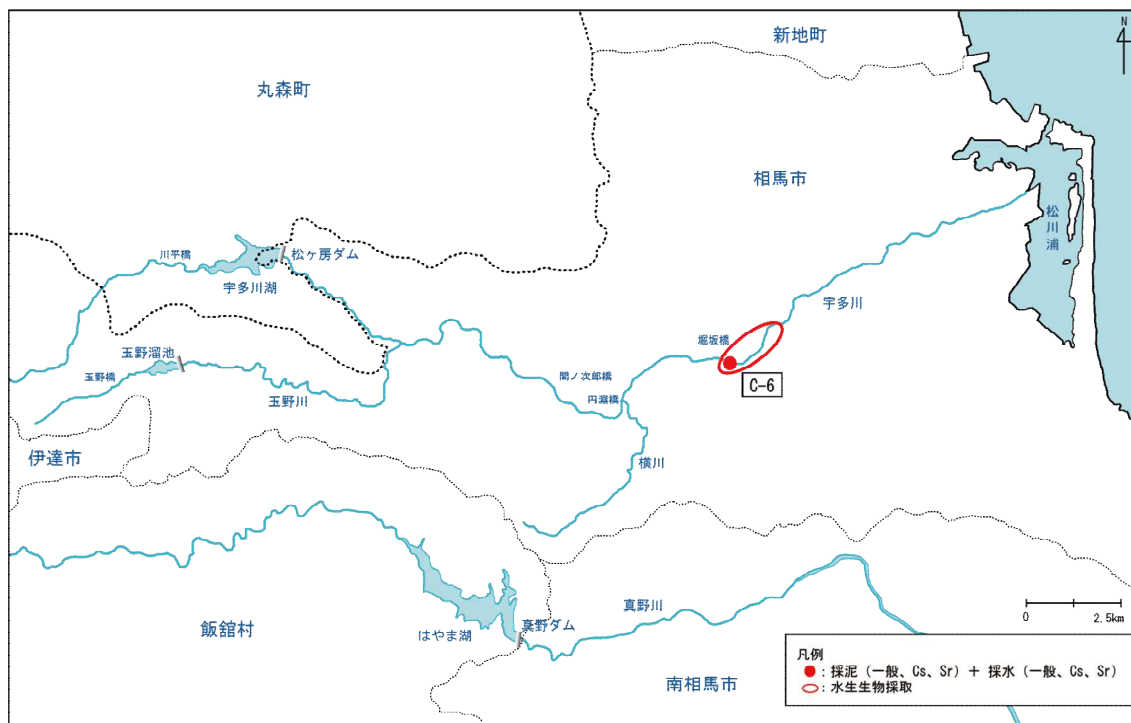 新地町
N
丸森町
相馬市
松川浦
川平橋
松ヶ房ダム
宇多川湖
宇多川
堀坂橋
玉野溜池
玉野橋
C-6
間ノ次郎橋
玉野川
円淵橋
伊達市
横川
真野川
0 2.5km
はやま湖
真野ダム
飯舘村
南相馬市
凡例
：採泥（一般、Cs、Sr）＋ 採水（一般、Cs、Sr）
：水生生物採取